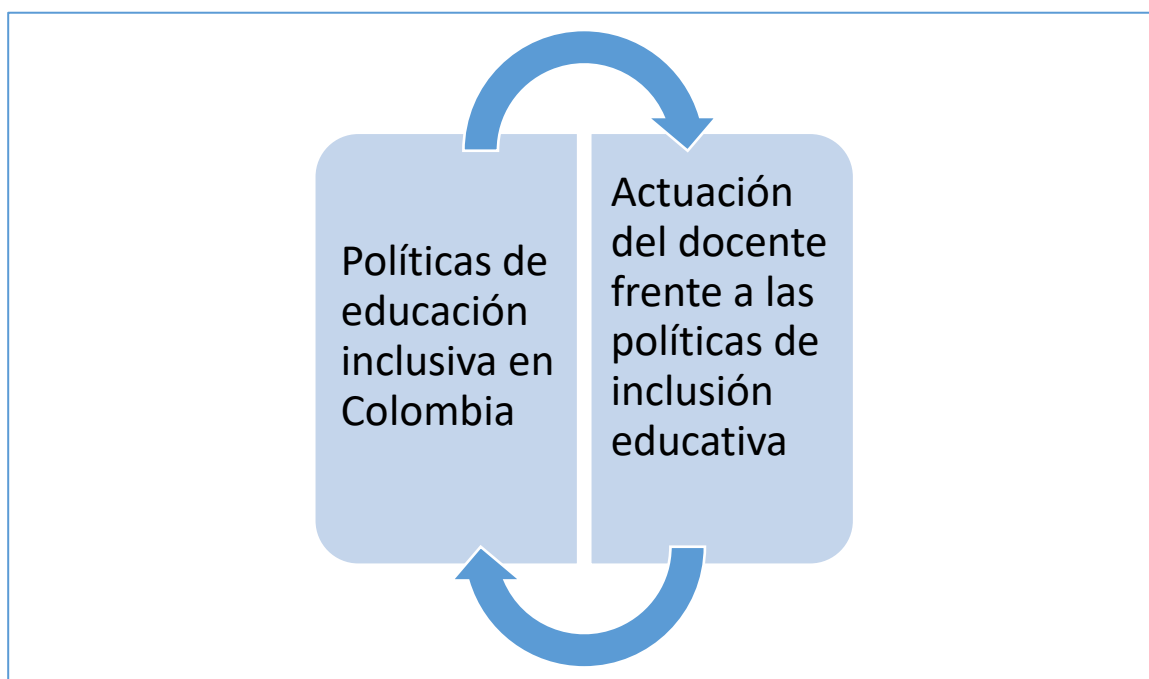 Políticas de
educación
inclusiva en
Colombia
Actuación
del docente
frente a las
políticas de
inclusión
educativa